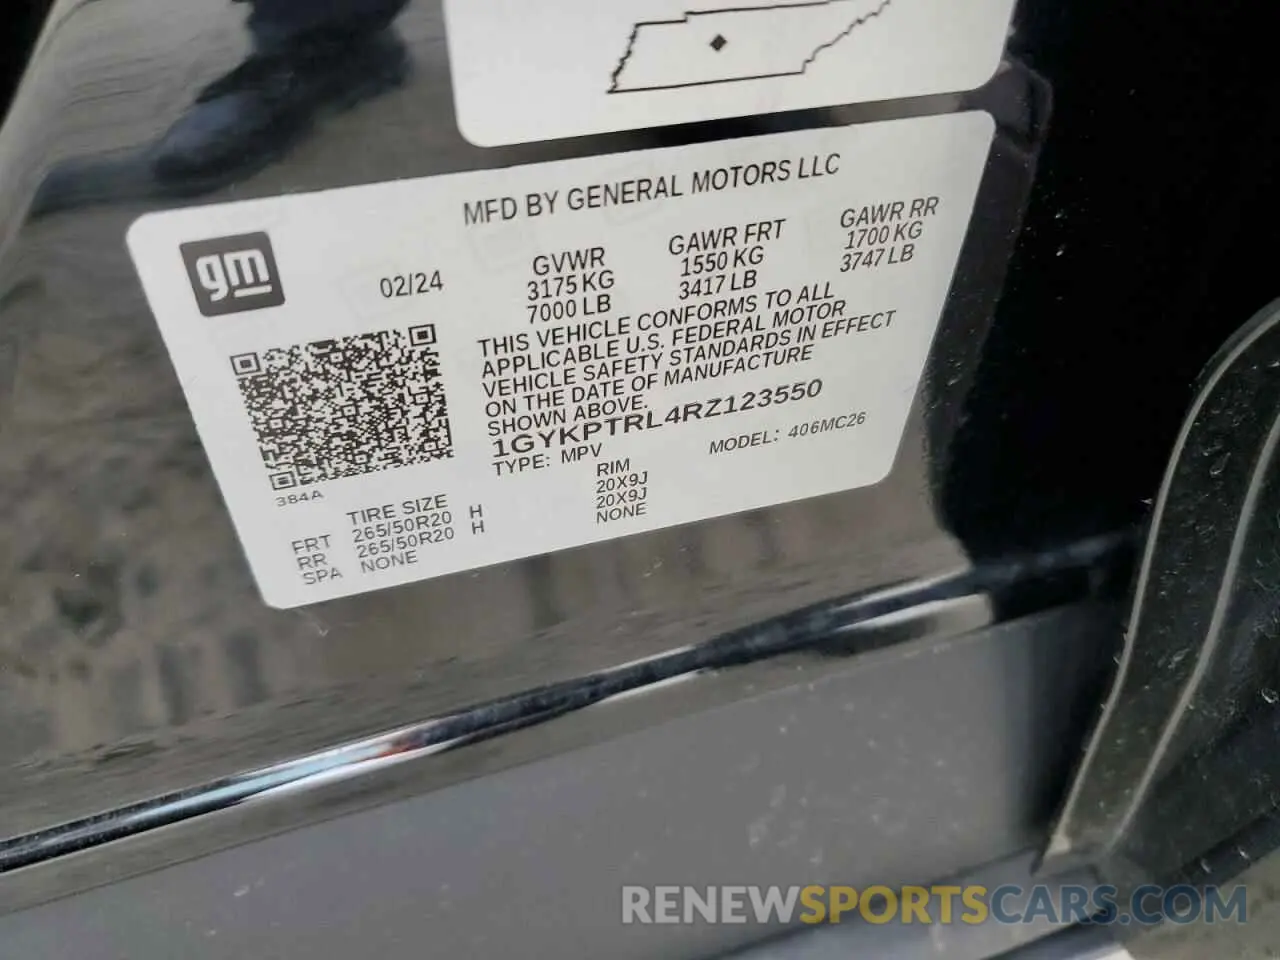 MFD BY GENERAL MOTORS LLC
gm
02/24
GVWR
3175 KG
7000 LB
GAWR FRT
1550 KG
3417 LB
GAWR RR
1700 KG
3747 LB
THIS VEHICLE CONFORMS TO ALL
APPLICABLE U.S. FEDERAL MOTOR
VEHICLE SAFETY STANDARDS IN EFFECT
ON THE DATE OF MANUFACTURE
SHOWN ABOVE.
1GYKPTRL4RZ123550
TYPE: MPV MODEL: 406MC26
384A
TIRE SIZE RIM
FRT 265/50R20 H 20X9J
RR 265/50R20 H 20X9J
SPA NONE NONE
RENEWSPORTSCARS.COM